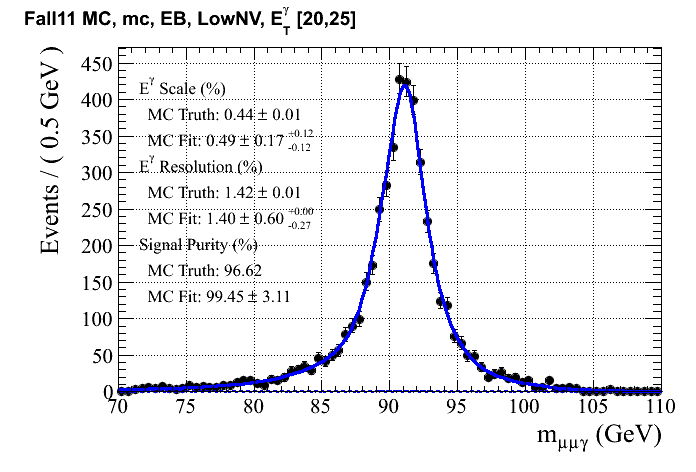 Fall11 MC, mc, EB, LowNV, E_T^γ [20,25]
Events / ( 0.5 GeV )
450
400
350
300
250
200
150
100
50
0
E^γ Scale (%)
MC Truth: 0.44 ± 0.01
MC Fit: 0.49 ± 0.17 +0.12 -0.12
E^γ Resolution (%)
MC Truth: 1.42 ± 0.01
MC Fit: 1.40 ± 0.60 +0.00 -0.27
Signal Purity (%)
MC Truth: 96.62
MC Fit: 99.45 ± 3.11
70 75 80 85 90 95 100 105 110
m_μμγ (GeV)